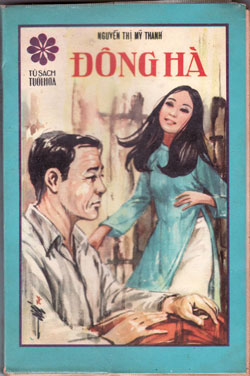 NGUYỄN THỊ MỸ THANH
ĐÔNG HÀ
TỦ SÁCH
TUỔI HOA